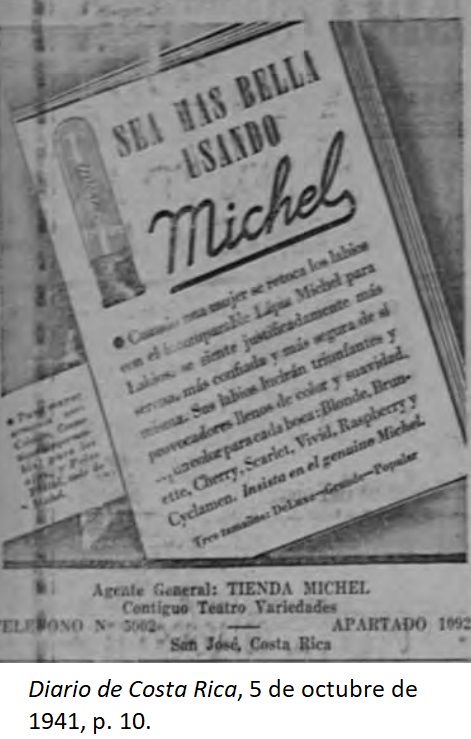 SEA MAS BELLA
USANDO
Michel
• Cuando una mujer se retoca los labios
con el incomparable Lápiz Michel para
Labios, se siente justificadamente más
serena, más confiada y más segura de sí
misma. Sus labios lucirán triunfantes y
provocadores llenos de color y suavidad.
color para cada boca: Blonde, Brun-
ette, Cherry, Scarlet, Vivid, Raspberry y
Cyclamen. Insista en el genuino Michel.
Tres tamaños: DeLuxe—Grande—Popular
Agente General: TIENDA MICHEL
Contiguo Teatro Variedades
TELEFONO Nº APARTADO 1092
San José, Costa Rica
Diario de Costa Rica, 5 de octubre de
1941, p. 10.